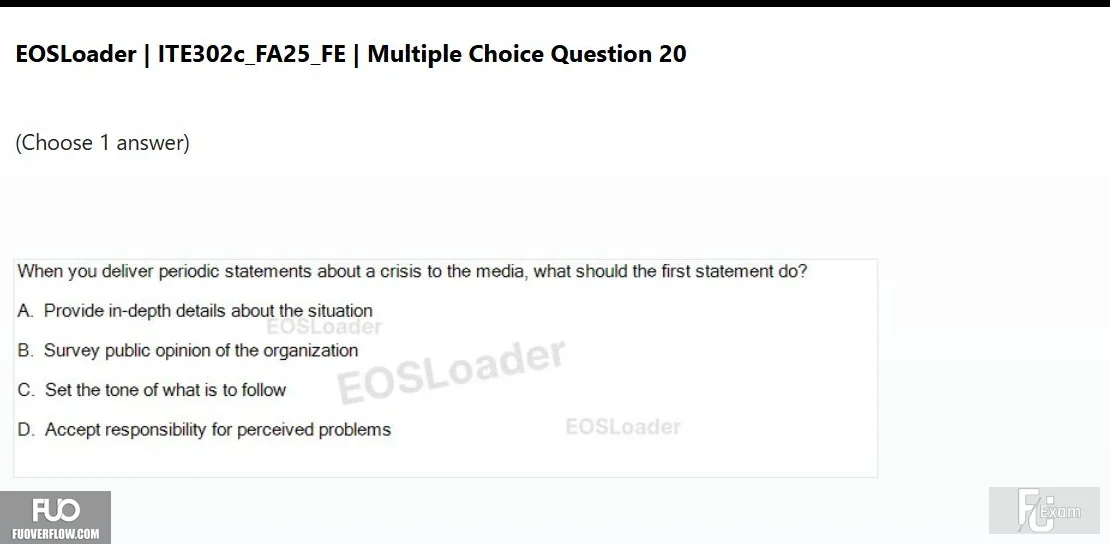 EOSLoader | ITE302c_FA25_FE | Multiple Choice Question 20
(Choose 1 answer)
When you deliver periodic statements about a crisis to the media, what should the first statement do?
A. Provide in-depth details about the situation
EOSLoader
B. Survey public opinion of the organization
EOSLoader
C. Set the tone of what is to follow
D. Accept responsibility for perceived problems
EOSLoader
FUO
FUOVERFLOW.COM
FU Exam